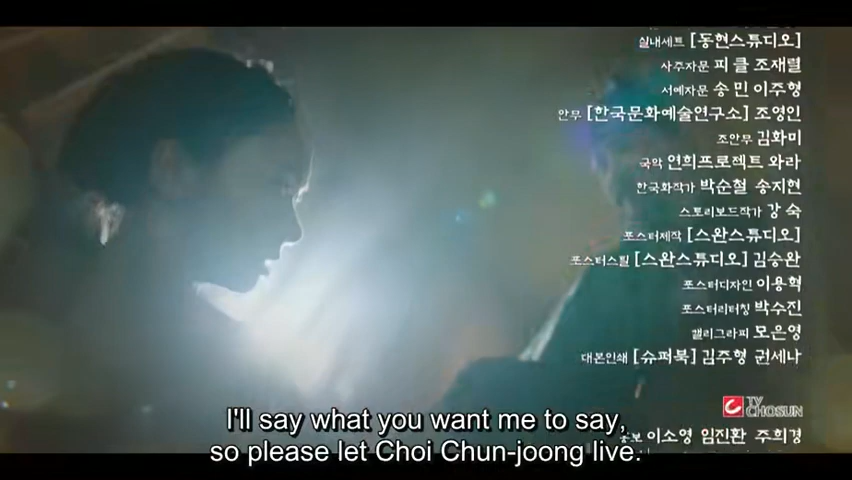 실내세트 [동현스튜디오]
사주자문 피 클 조재렬
서예자문 송 민 이주형
안무 [한국문화예술연구소] 조영인
조안무 김화미
국악 연희프로젝트 와라
한국화작가 박순철 송지현
스토리보드작가 강 숙
포스터제작 [스완스튜디오]
포스터스틸 [스완스튜디오] 김승완
포스터디자인 이용혁
포스터리터칭 박수진
캘리그라피 모은영
대본인쇄 [슈퍼북] 김주형 권세나
TV
CHOSUN
홍보 이소영 임진환 주희경
I'll say what you want me to say,
so please let Choi Chun-joong live.